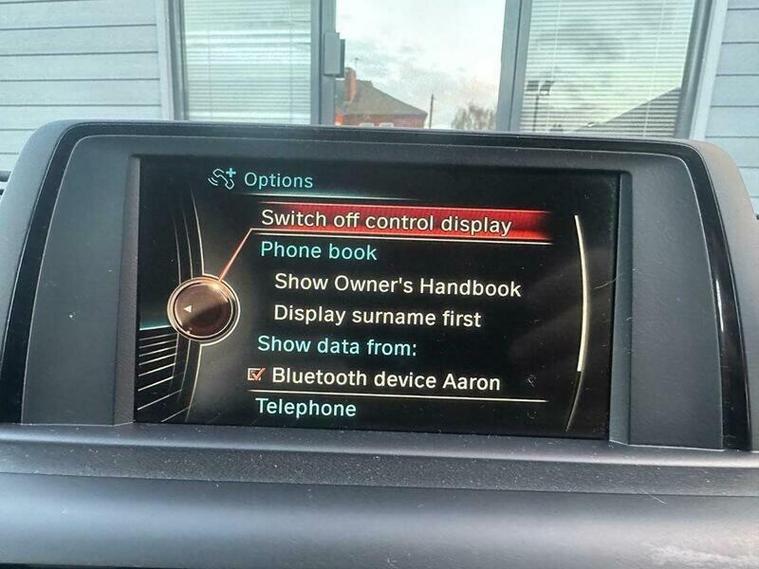 Options
Switch off control display
Phone book
Show Owner's Handbook
Display surname first
Show data from:
Bluetooth device Aaron
Telephone